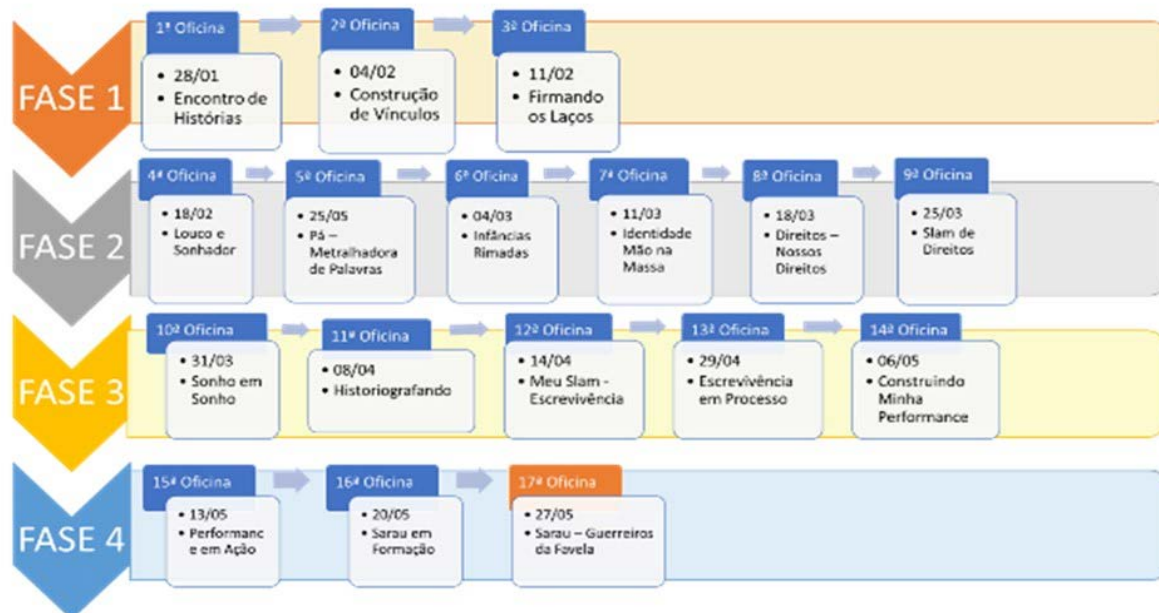 FASE 1
1ª Oficina
• 28/01
• Encontro de
Histórias
2ª Oficina
• 04/02
• Construção
de Vínculos
3ª Oficina
• 11/02
• Firmando
os Laços
FASE 2
4ª Oficina
• 18/02
• Louco e
Sonhador
5ª Oficina
• 25/05
• Pá –
Metralhadora
de Palavras
6ª Oficina
• 04/03
• Infâncias
Rimadas
7ª Oficina
• 11/03
• Identidade
Mão na
Massa
8ª Oficina
• 18/03
• Direitos –
Nossos
Direitos
9ª Oficina
• 25/03
• Slam de
Direitos
FASE 3
10ª Oficina
• 31/03
• Sonho em
Sonho
11ª Oficina
• 08/04
• Historiografando
12ª Oficina
• 14/04
• Meu Slam -
Escrevivência
13ª Oficina
• 29/04
• Escrevivência
em Processo
14ª Oficina
• 06/05
• Construindo
Minha
Performance
FASE 4
15ª Oficina
• 13/05
• Performanc
e em Ação
16ª Oficina
• 20/05
• Sarau em
Formação
17ª Oficina
• 27/05
• Sarau – Guerreiros
da Favela